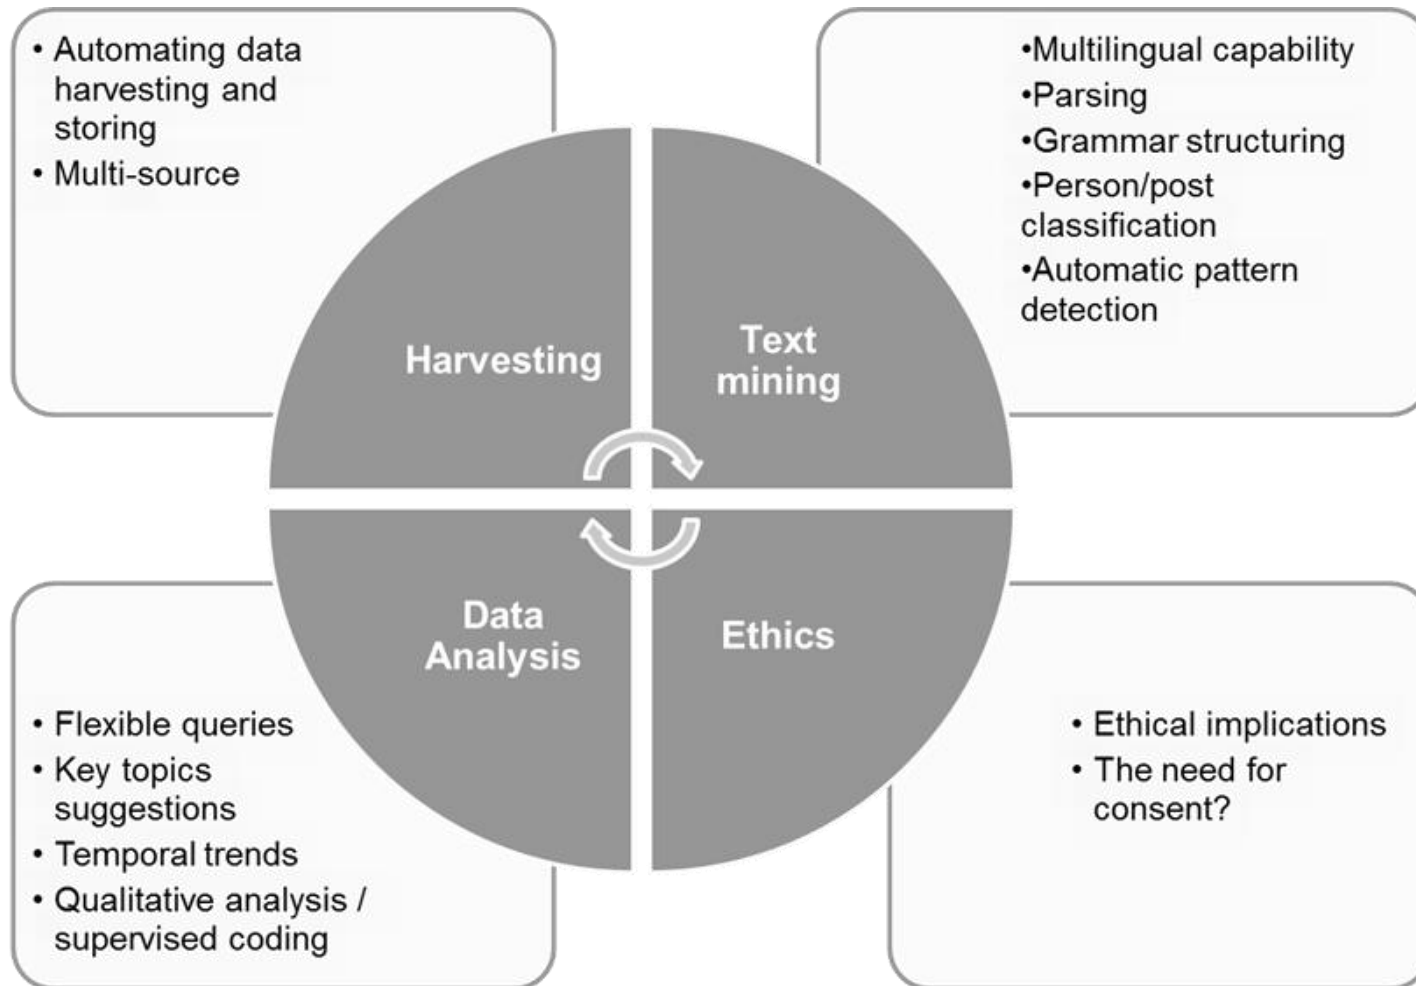 • Automating data
harvesting and
storing
• Multi-source
•Multilingual capability
•Parsing
•Grammar structuring
•Person/post
classification
•Automatic pattern
detection
Harvesting
Text
mining
Data
Analysis
Ethics
• Flexible queries
• Key topics
suggestions
• Temporal trends
• Qualitative analysis /
supervised coding
• Ethical implications
• The need for
consent?